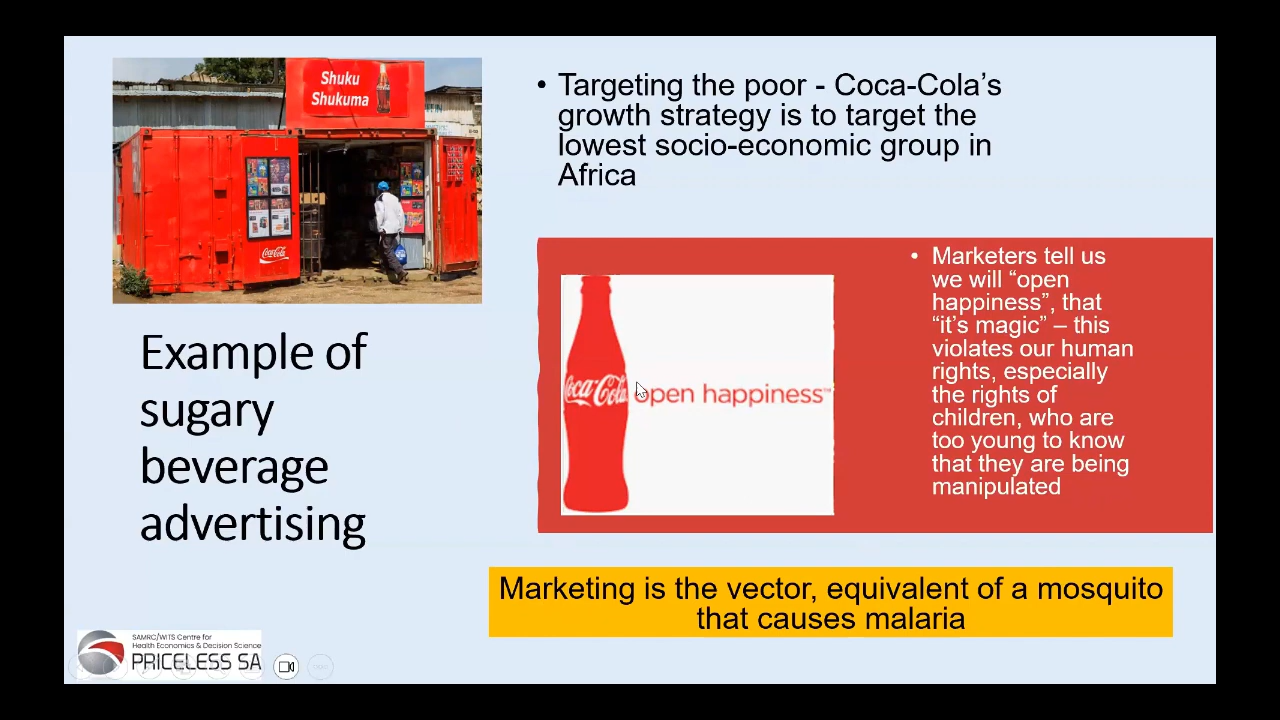 Shuku
Shukuma
Coca-Cola
• Targeting the poor - Coca-Cola’s
growth strategy is to target the
lowest socio-economic group in
Africa
Example of
sugary
beverage
advertising
Coca-Cola
open happiness™
• Marketers tell us
we will “open
happiness”, that
“it’s magic” – this
violates our human
rights, especially
the rights of
children, who are
too young to know
that they are being
manipulated
Marketing is the vector, equivalent of a mosquito
that causes malaria
SAMRC/WITS Centre for
Health Economics & Decision Science
PRICELESS SA